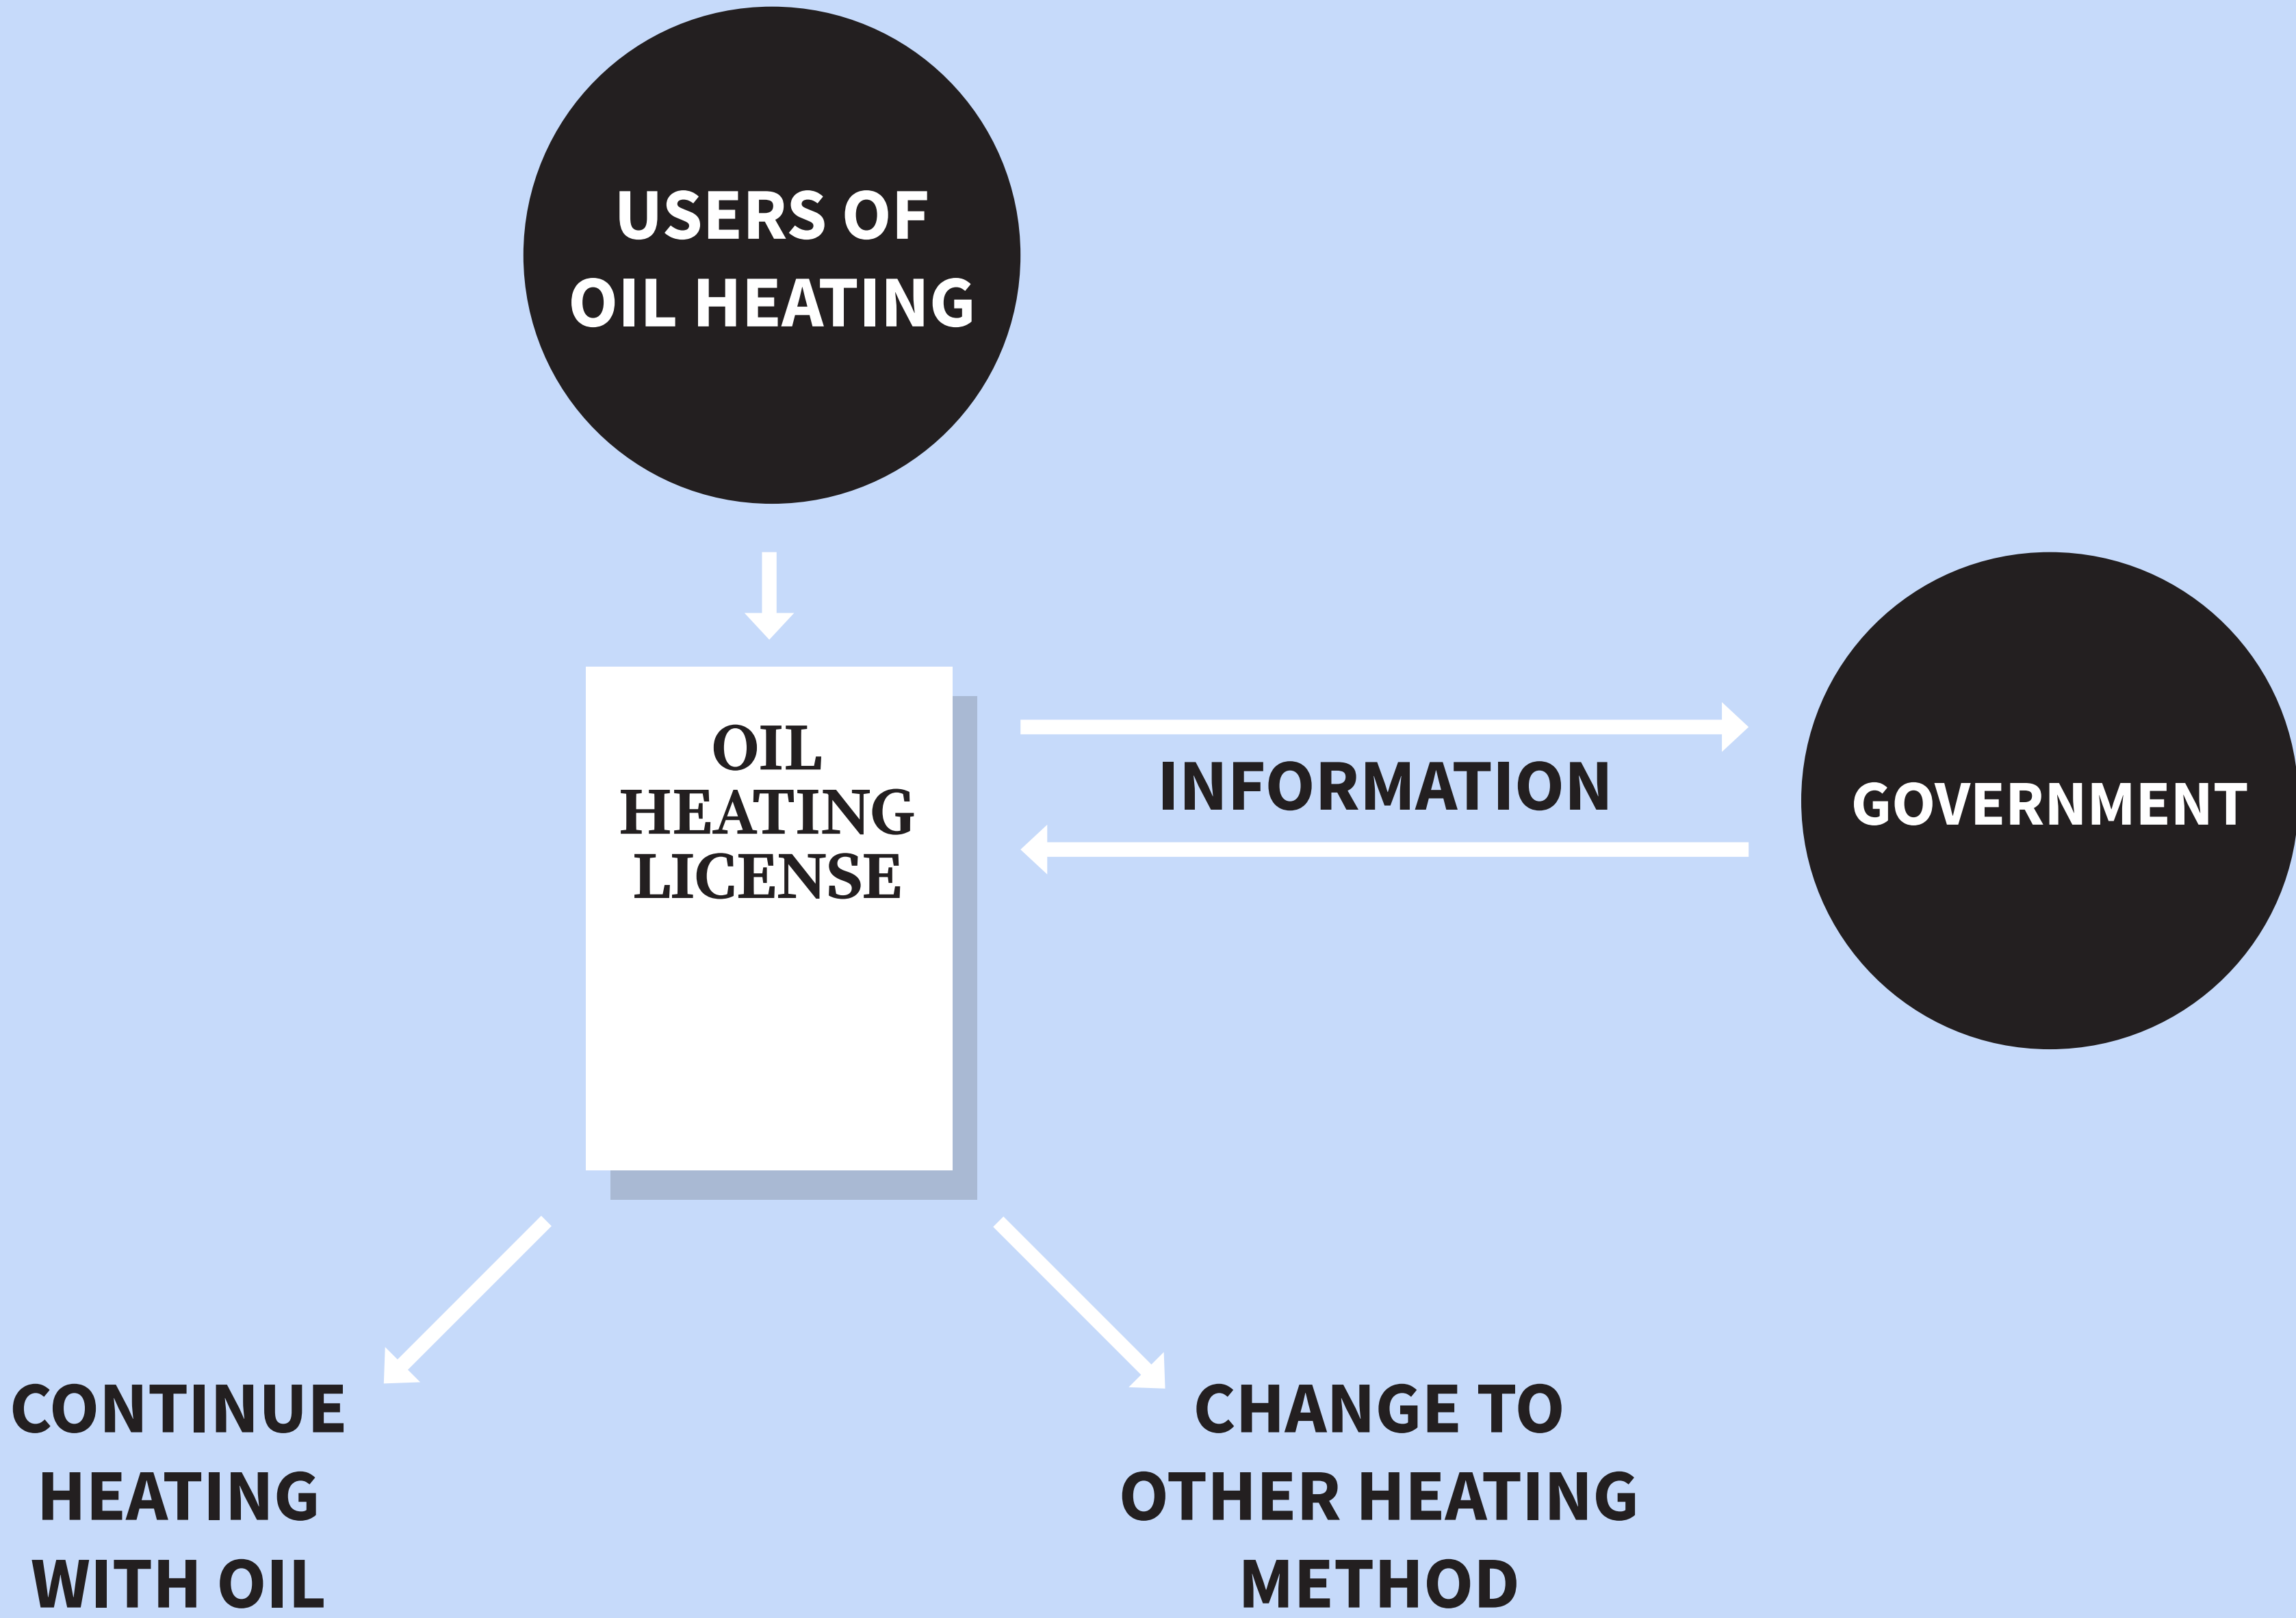 USERS OF
OIL HEATING
OIL
HEATING
LICENSE
INFORMATION
GOVERNMENT
CONTINUE
HEATING
WITH OIL
CHANGE TO
OTHER HEATING
METHOD